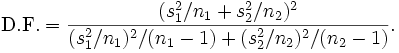 D.F. = \frac{(s_1^2/n_1 + s_2^2/n_2)^2}{(s_1^2/n_1)^2/(n_1 - 1) + (s_2^2/n_2)^2/(n_2 - 1)}.